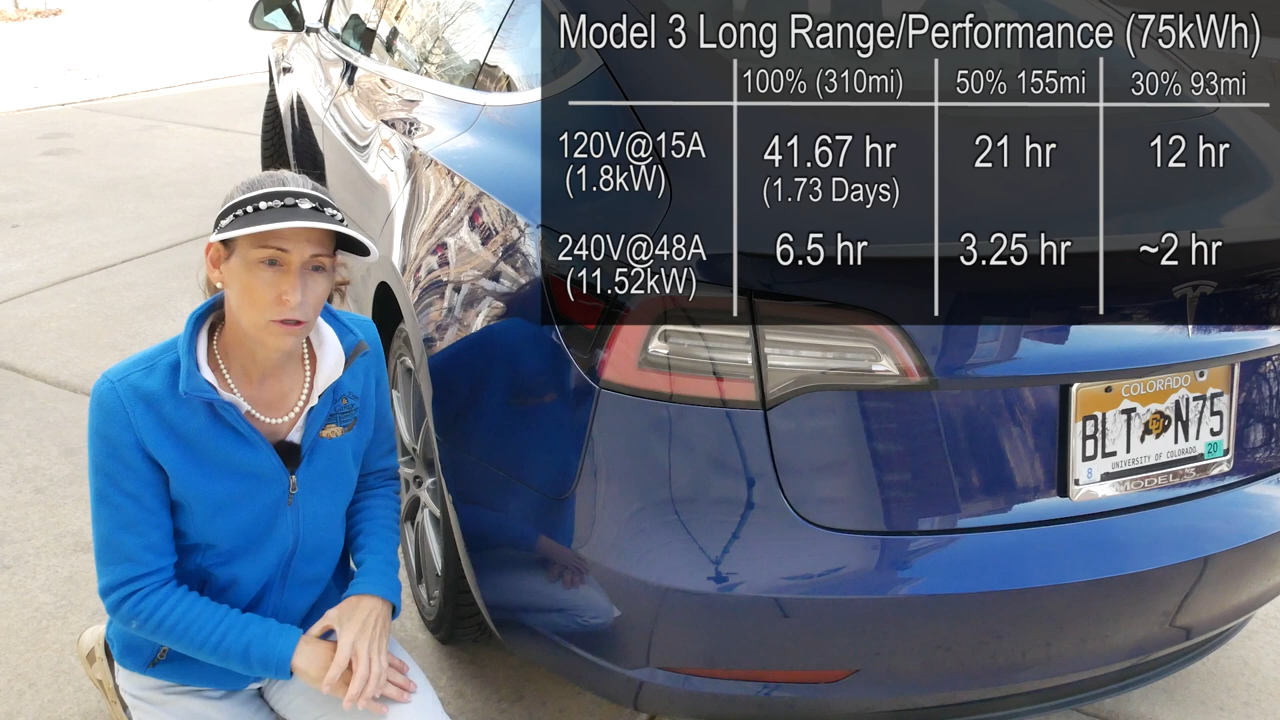 Model 3 Long Range/Performance (75kWh)
100% (310mi) 50% 155mi 30% 93mi
120V@15A 41.67 hr 21 hr 12 hr
(1.8kW) (1.73 Days)
240V@48A 6.5 hr 3.25 hr ~2 hr
(11.52kW)
COLORADO
BLT CU N75
8 UNIVERSITY OF COLORADO 20
MODEL 3